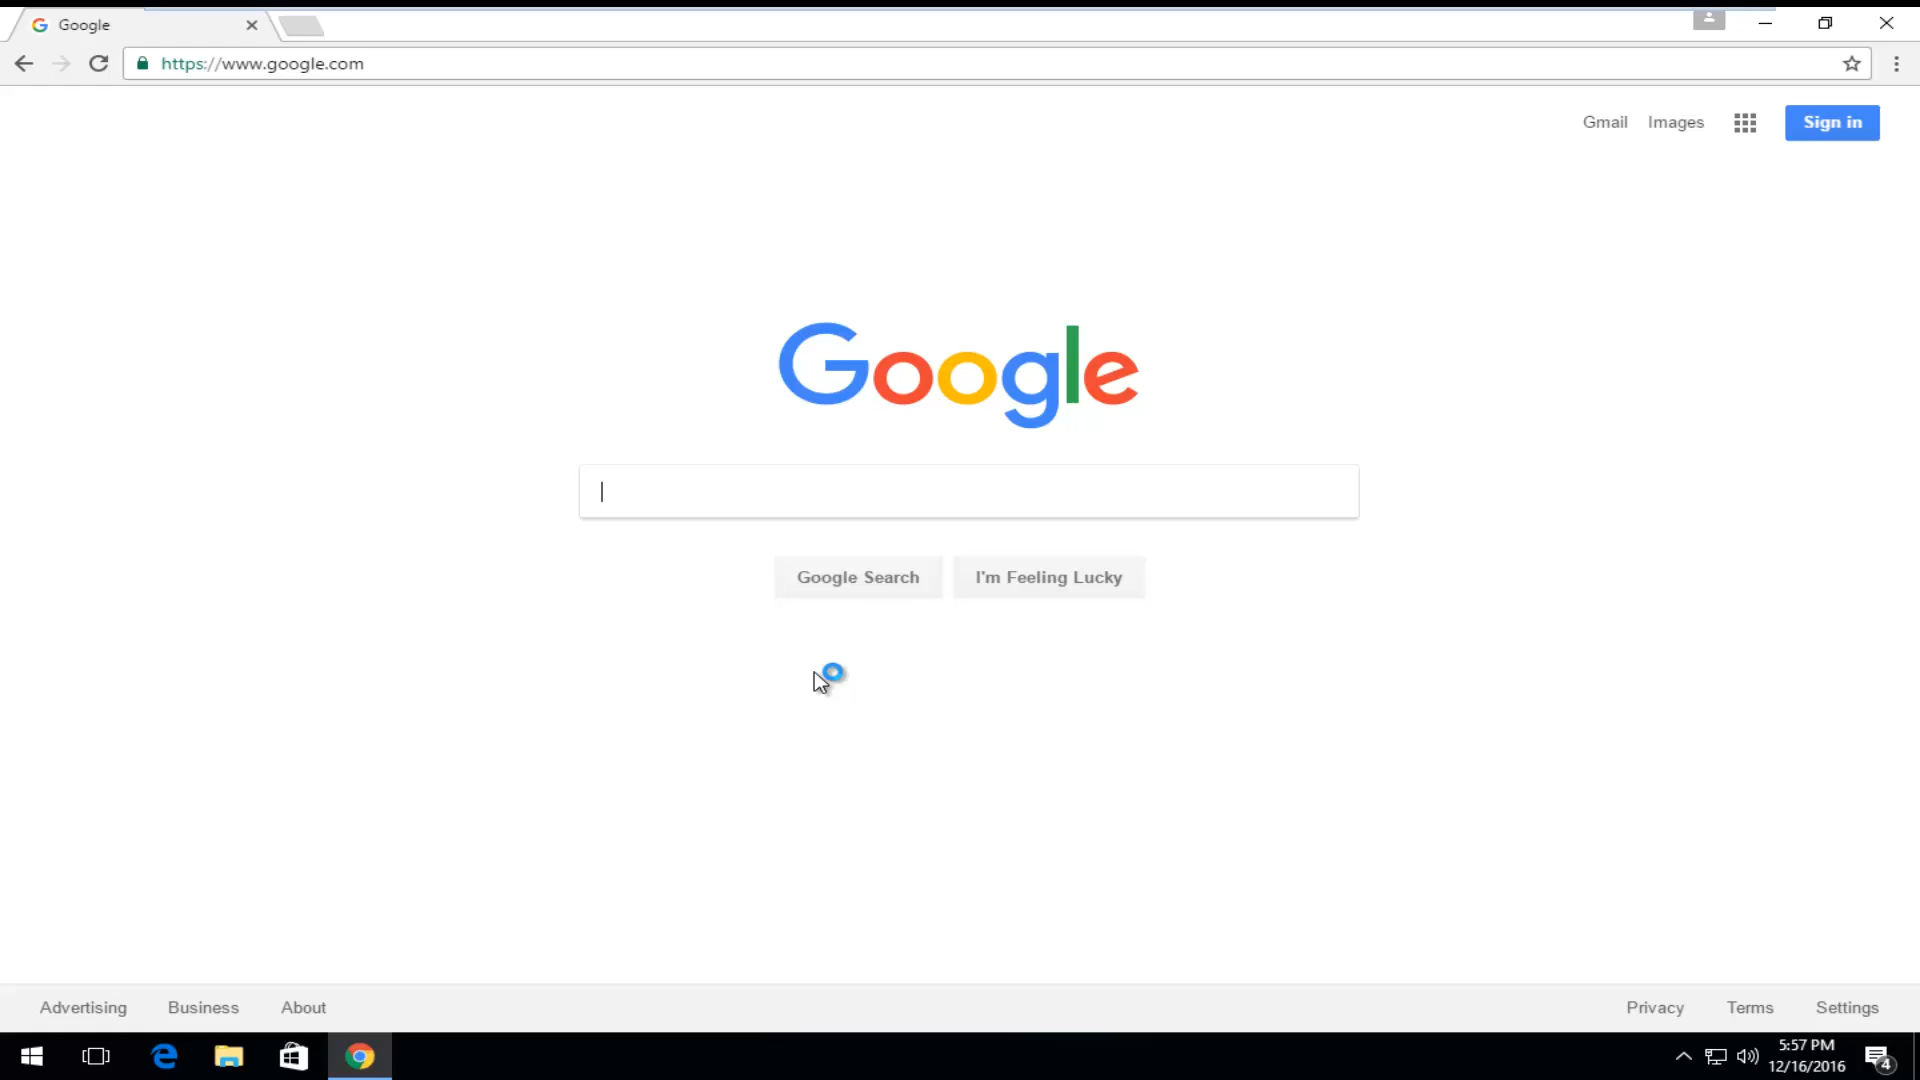 Google
https://www.google.com
Gmail Images Sign in
Google
Google Search I'm Feeling Lucky
Advertising Business About Privacy Terms Settings
5:57 PM
12/16/2016
4